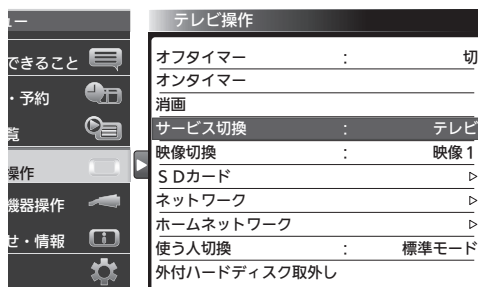 ュー
できること
・予約
覧
操作
機器操作
せ・情報
テレビ操作
オフタイマー : 切
オンタイマー
消画
サービス切換 : テレビ
映像切換 : 映像１
ＳＤカード
ネットワーク
ホームネットワーク
使う人切換 : 標準モード
外付ハードディスク取外し